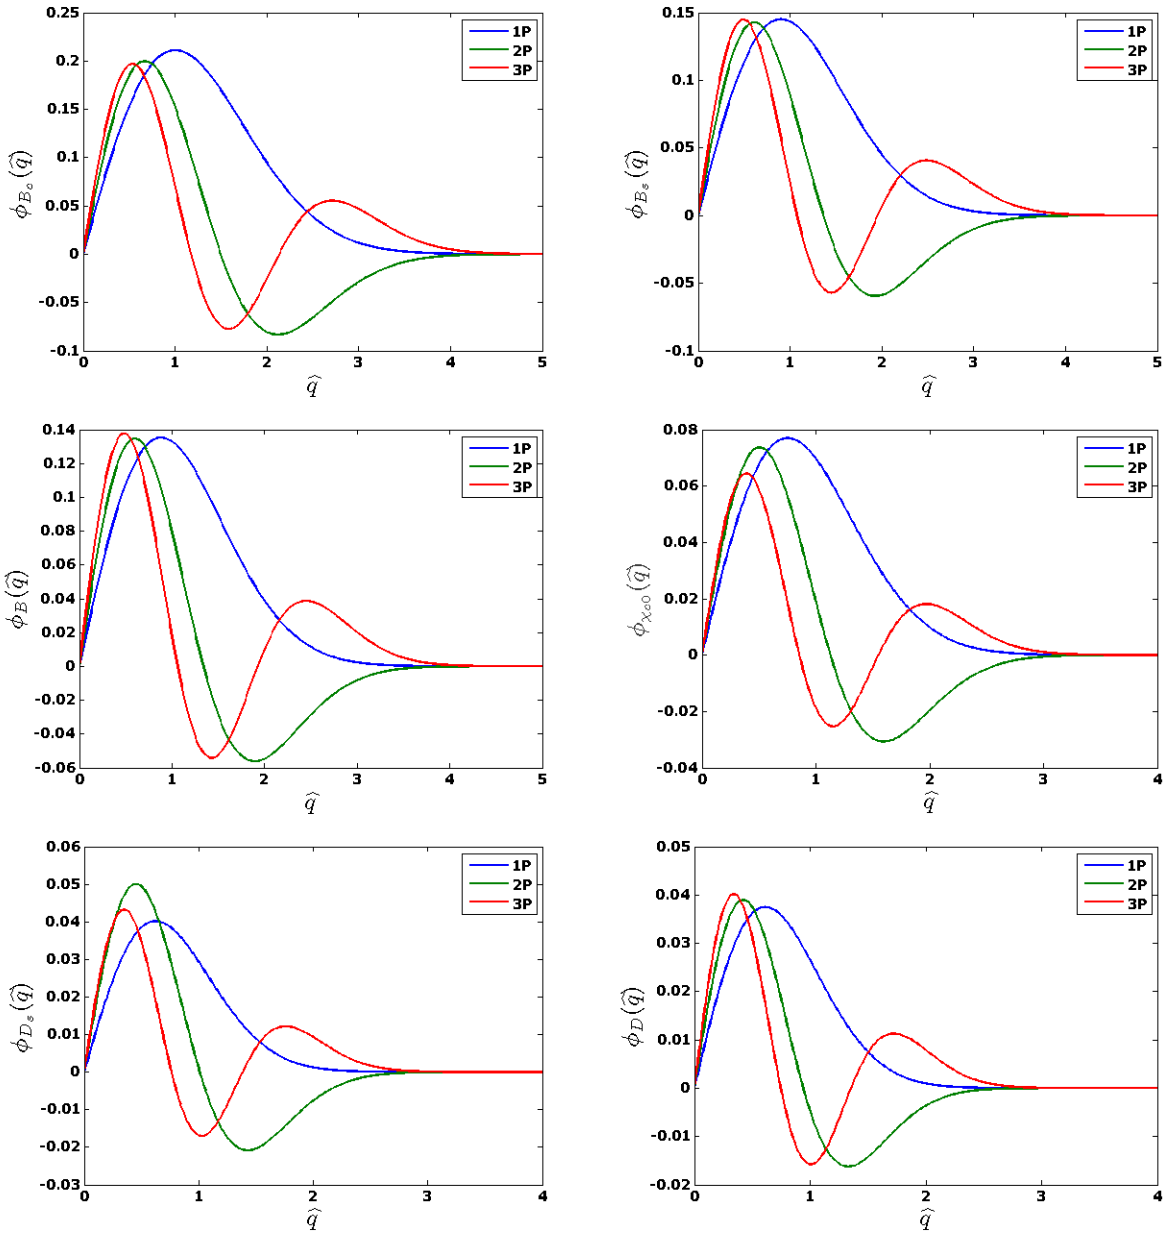 0.25
0.2
0.15
0.1
0.05
0
-0.05
-0.1
0 1 2 3 4 5
ϕ_{B_c}(q̂)
q̂
1P
2P
3P
0.15
0.1
0.05
0
-0.05
-0.1
0 1 2 3 4 5
ϕ_{B_s}(q̂)
q̂
1P
2P
3P
0.14
0.12
0.1
0.08
0.06
0.04
0.02
0
-0.02
-0.04
-0.06
0 1 2 3 4 5
ϕ_B(q̂)
q̂
1P
2P
3P
0.08
0.06
0.04
0.02
0
-0.02
-0.04
0 1 2 3 4
ϕ_{χ_{c0}}(q̂)
q̂
1P
2P
3P
0.06
0.05
0.04
0.03
0.02
0.01
0
-0.01
-0.02
-0.03
0 1 2 3 4
ϕ_{D_s}(q̂)
q̂
1P
2P
3P
0.05
0.04
0.03
0.02
0.01
0
-0.01
-0.02
0 1 2 3 4
ϕ_D(q̂)
q̂
1P
2P
3P